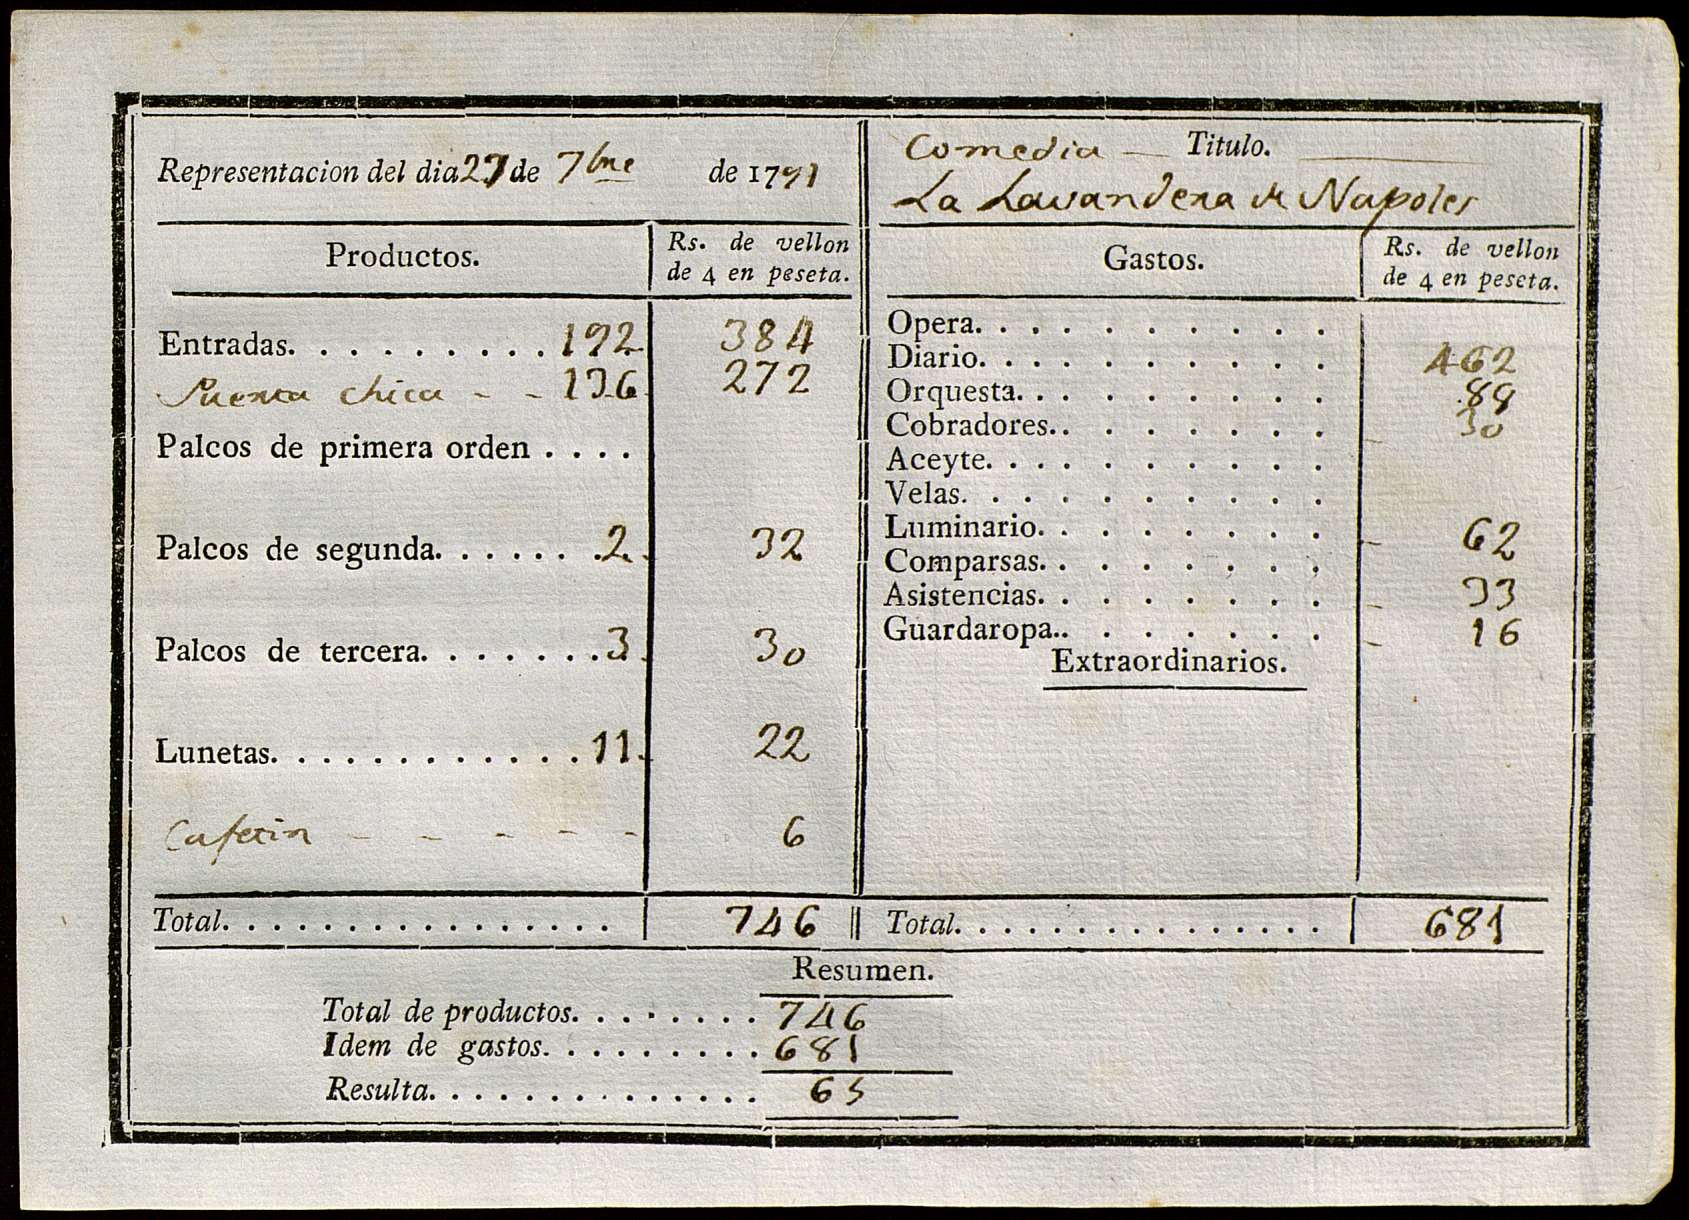 Representacion del dia 27 de 7bre de 1791
Comedia — Titulo.
La Lavandera de Napoles
Productos. Rs. de vellon de 4 en peseta.
Entradas. . . . . . . . . 192 384
Puerta chica - - 136 272
Palcos de primera orden . . . .
Palcos de segunda. . . . . . . 2 32
Palcos de tercera. . . . . . . . 3 30
Lunetas. . . . . . . . . . . . . 11 22
Cafetin - - - - - - 6
Total. . . . . . . . . . . . . . . . . 746
Gastos. Rs. de vellon de 4 en peseta.
Opera. . . . . . . . . .
Diario. . . . . . . . . . 462
Orquesta. . . . . . . . . 88
Cobradores.. . . . . . . - 30
Aceyte. . . . . . . . . .
Velas. . . . . . . . . .
Luminario. . . . . . . . - 62
Comparsas. . . . . . . .
Asistencias. . . . . . . . - 33
Guardaropa.. . . . . . . - 16
Extraordinarios.
Total. . . . . . . . . . . . . . . . 681
Resumen.
Total de productos. . . . . . . . 746
Idem de gastos. . . . . . . . . . 681
Resulta. . . . . . . . . . . . . . 65